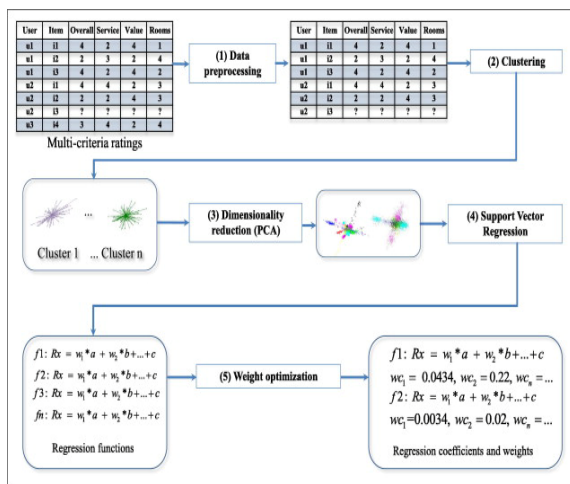 User Item Overall Service Value Rooms
u1 i1 4 2 4 1
u1 i2 2 3 2 4
u1 i3 4 2 4 2
u2 i1 4 4 2 3
u2 i2 2 2 4 3
u2 i3 ? ? ? ?
u3 i4 3 4 2 4
Multi-criteria ratings
(1) Data
preprocessing
User Item Overall Service Value Rooms
u1 i1 4 2 4 1
u1 i2 2 3 2 4
u1 i3 4 2 4 2
u2 i1 4 4 2 3
u2 i2 2 2 4 3
u2 i3 ? ? ? ?
(2) Clustering
...
Cluster 1 ... Cluster n
(3) Dimensionality
reduction (PCA)
(4) Support Vector
Regression
f1: Rx = w₁*a + w₂*b+...+c
f2: Rx = w₁*a + w₂*b+...+c
f3: Rx = w₁*a + w₂*b+...+c
fn: Rx = w₁*a + w₂*b+...+c
Regression functions
(5) Weight optimization
f1: Rx = w₁*a + w₂*b+...+c
wc₁ = 0.0434, wc₂ = 0.22, wcₙ = ...
f2: Rx = w₁*a + w₂*b+...+c
wc₁=0.0034, wc₂ = 0.02, wcₙ = ...
Regression coefficients and weights